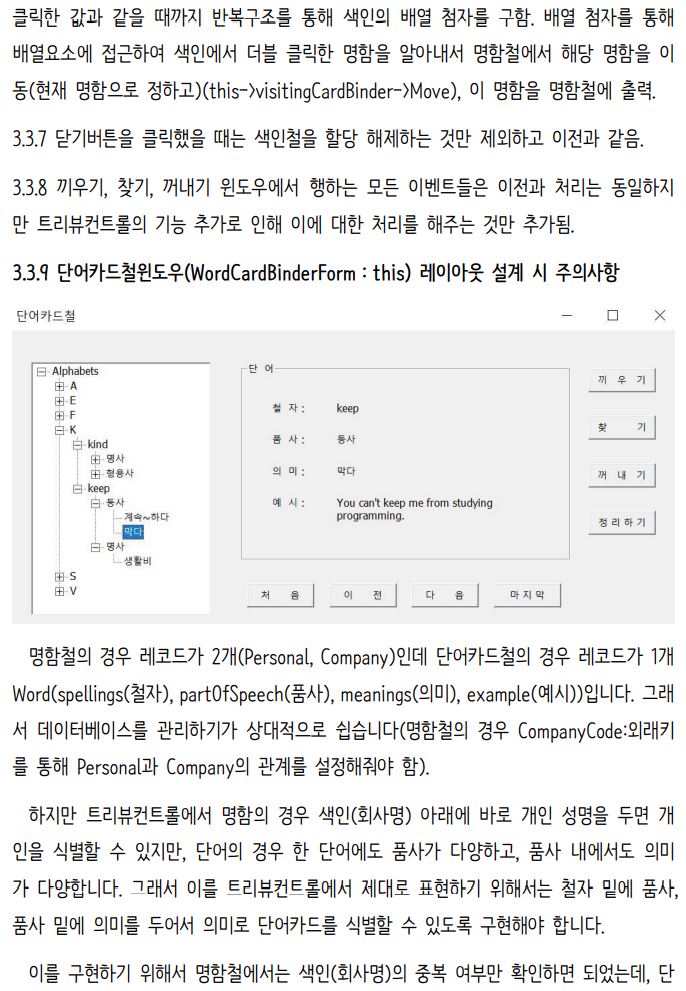 클릭한 값과 같을 때까지 반복구조를 통해 색인의 배열 첨자를 구함. 배열 첨자를 통해
배열요소에 접근하여 색인에서 더블 클릭한 명함을 알아내서 명함철에서 해당 명함을 이
동(현재 명함으로 정하고)(this->visitingCardBinder->Move), 이 명함을 명함철에 출력.
3.3.7 닫기버튼을 클릭했을 때는 색인철을 할당 해제하는 것만 제외하고 이전과 같음.
3.3.8 끼우기, 찾기, 꺼내기 윈도우에서 행하는 모든 이벤트들은 이전과 처리는 동일하지
만 트리뷰컨트롤의 기능 추가로 인해 이에 대한 처리를 해주는 것만 추가됨.
3.3.9 단어카드철윈도우(WordCardBinderForm : this) 레이아웃 설계 시 주의사항
단어카드철
Alphabets
A
E
F
K
kind
명사
형용사
keep
동사
계속~하다
막다
명사
생활비
S
V
단 어
철 자 : keep
품 사 : 동사
의 미 : 막다
예 시 : You can't keep me from studying
programming.
처 음 이 전 다 음 마 지 막
끼 우 기
찾 기
꺼 내 기
정 리 하 기
명함철의 경우 레코드가 2개(Personal, Company)인데 단어카드철의 경우 레코드가 1개
Word(spellings(철자), partOfSpeech(품사), meanings(의미), example(예시))입니다. 그래
서 데이터베이스를 관리하기가 상대적으로 쉽습니다(명함철의 경우 CompanyCode:외래키
를 통해 Personal과 Company의 관계를 설정해줘야 함).
하지만 트리뷰컨트롤에서 명함의 경우 색인(회사명) 아래에 바로 개인 성명을 두면 개
인을 식별할 수 있지만, 단어의 경우 한 단어에도 품사가 다양하고, 품사 내에서도 의미
가 다양합니다. 그래서 이를 트리뷰컨트롤에서 제대로 표현하기 위해서는 철자 밑에 품사,
품사 밑에 의미를 두어서 의미로 단어카드를 식별할 수 있도록 구현해야 합니다.
이를 구현하기 위해서 명함철에서는 색인(회사명)의 중복 여부만 확인하면 되었는데, 단